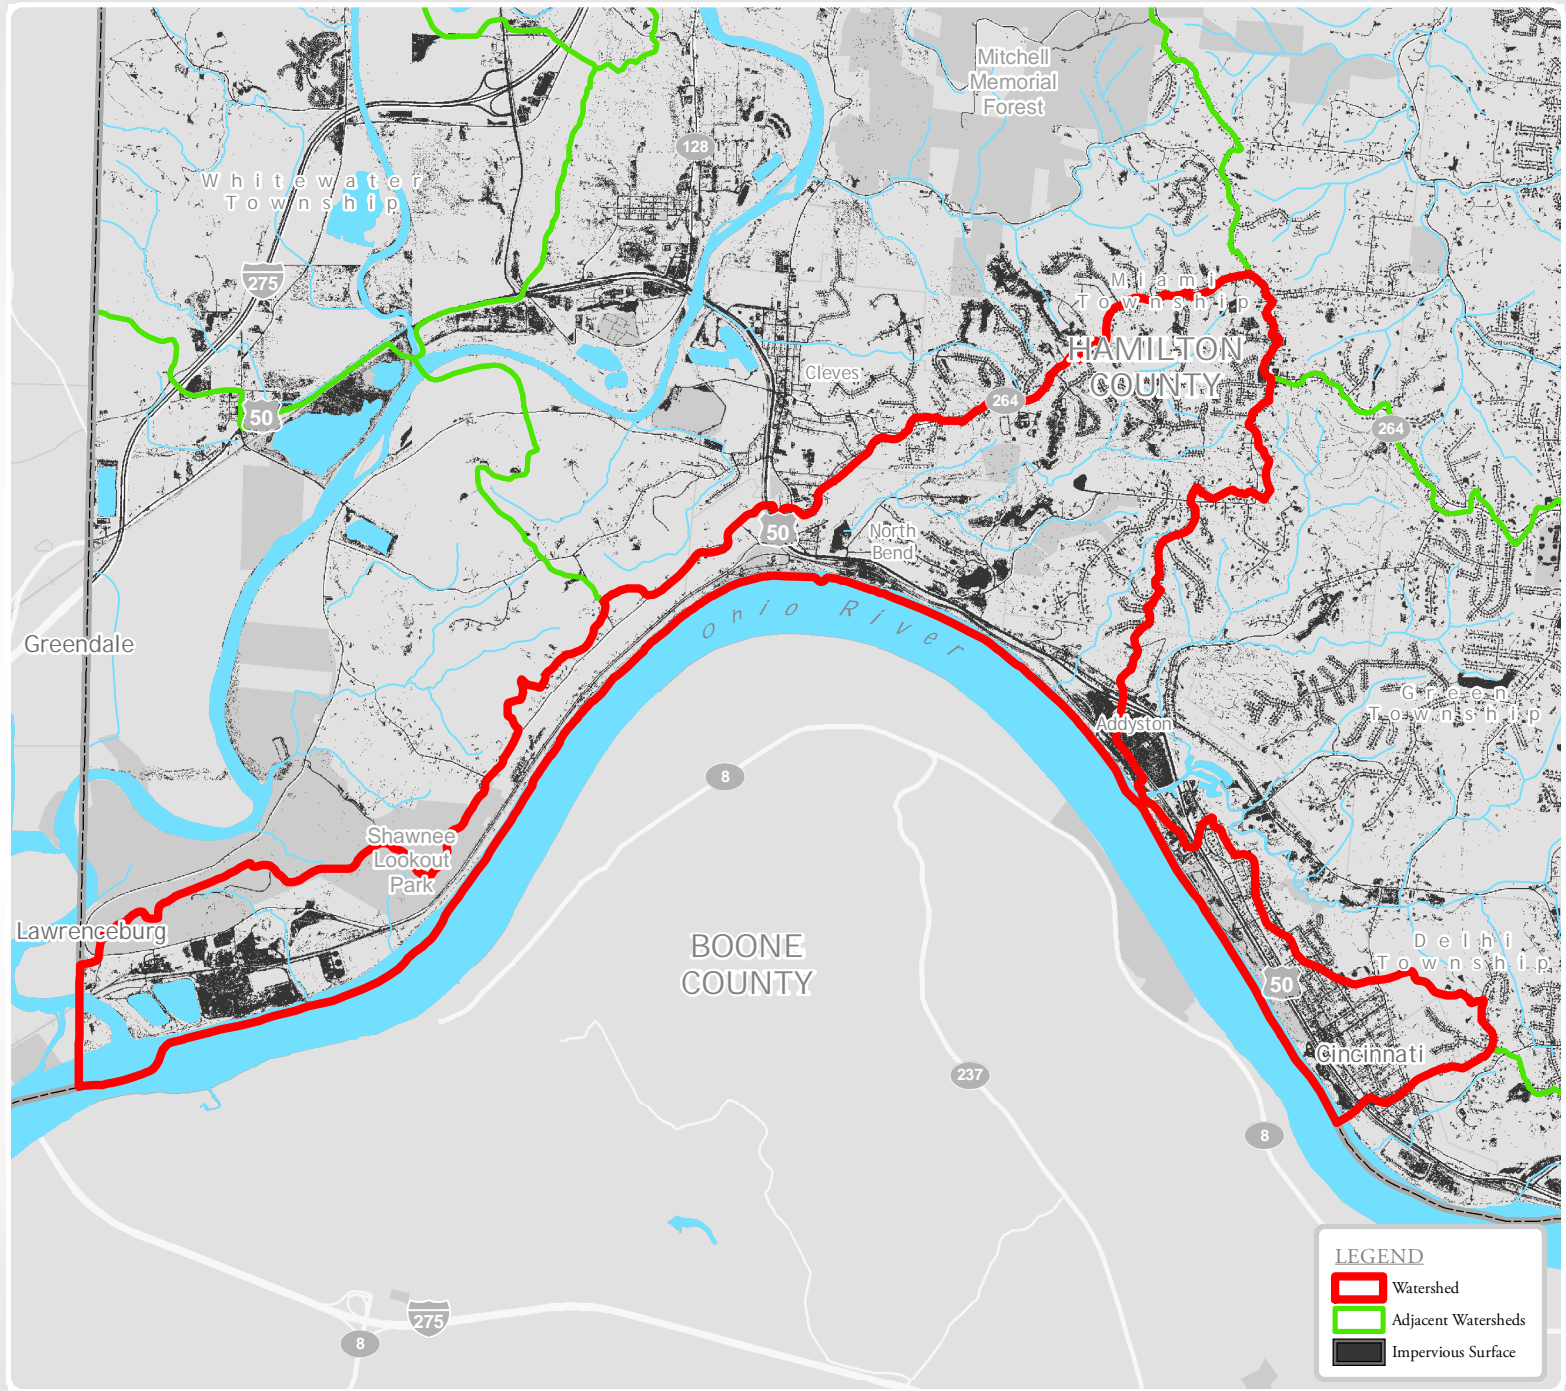 Mitchell
Memorial
Forest
128
Whitewater
Township
275
Miami
Township
HAMILTON
COUNTY
Cleves
264
50
264
50
North
Bend
Ohio River
Greendale
Green
Township
Addyston
8
Shawnee
Lookout
Park
Lawrenceburg
BOONE
COUNTY
Delhi
Township
50
Cincinnati
237
8
275
8
LEGEND
Watershed
Adjacent Watersheds
Impervious Surface